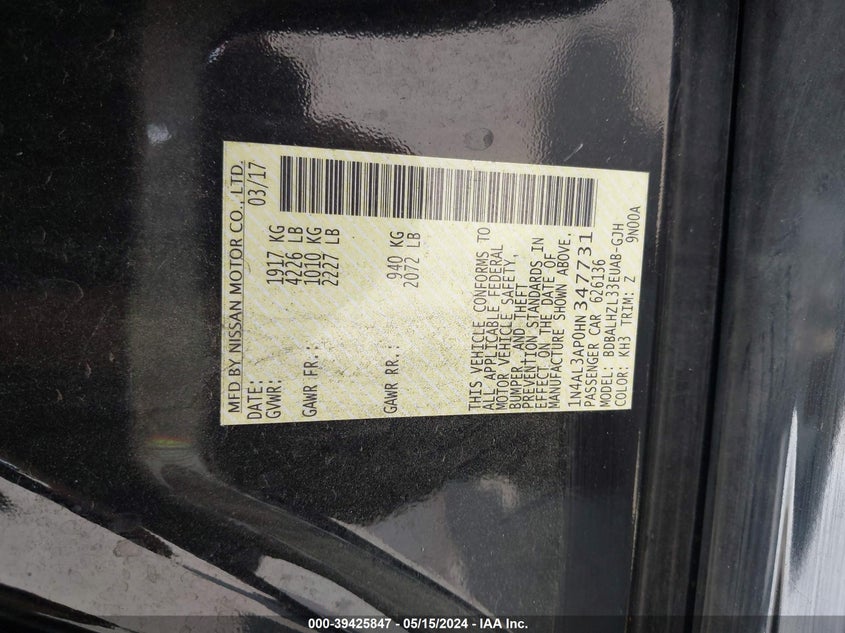 MFD BY NISSAN MOTOR CO., LTD.
DATE: 03/17
GVWR: 1917 KG
4226 LB
GAWR FR.: 1010 KG
2227 LB
GAWR RR.: 940 KG
2072 LB
THIS VEHICLE CONFORMS TO
ALL APPLICABLE FEDERAL
MOTOR VEHICLE SAFETY,
BUMPER, AND THEFT
PREVENTION STANDARDS IN
EFFECT ON THE DATE OF
MANUFACTURE SHOWN ABOVE.
1N4AL3AP0HN347731
PASSENGER CAR 626136
MODEL: BDBALHZL33EUAB-GJH
COLOR: KH3 TRIM: Z 9N00A
000-39425847 - 05/15/2024 - IAA Inc.